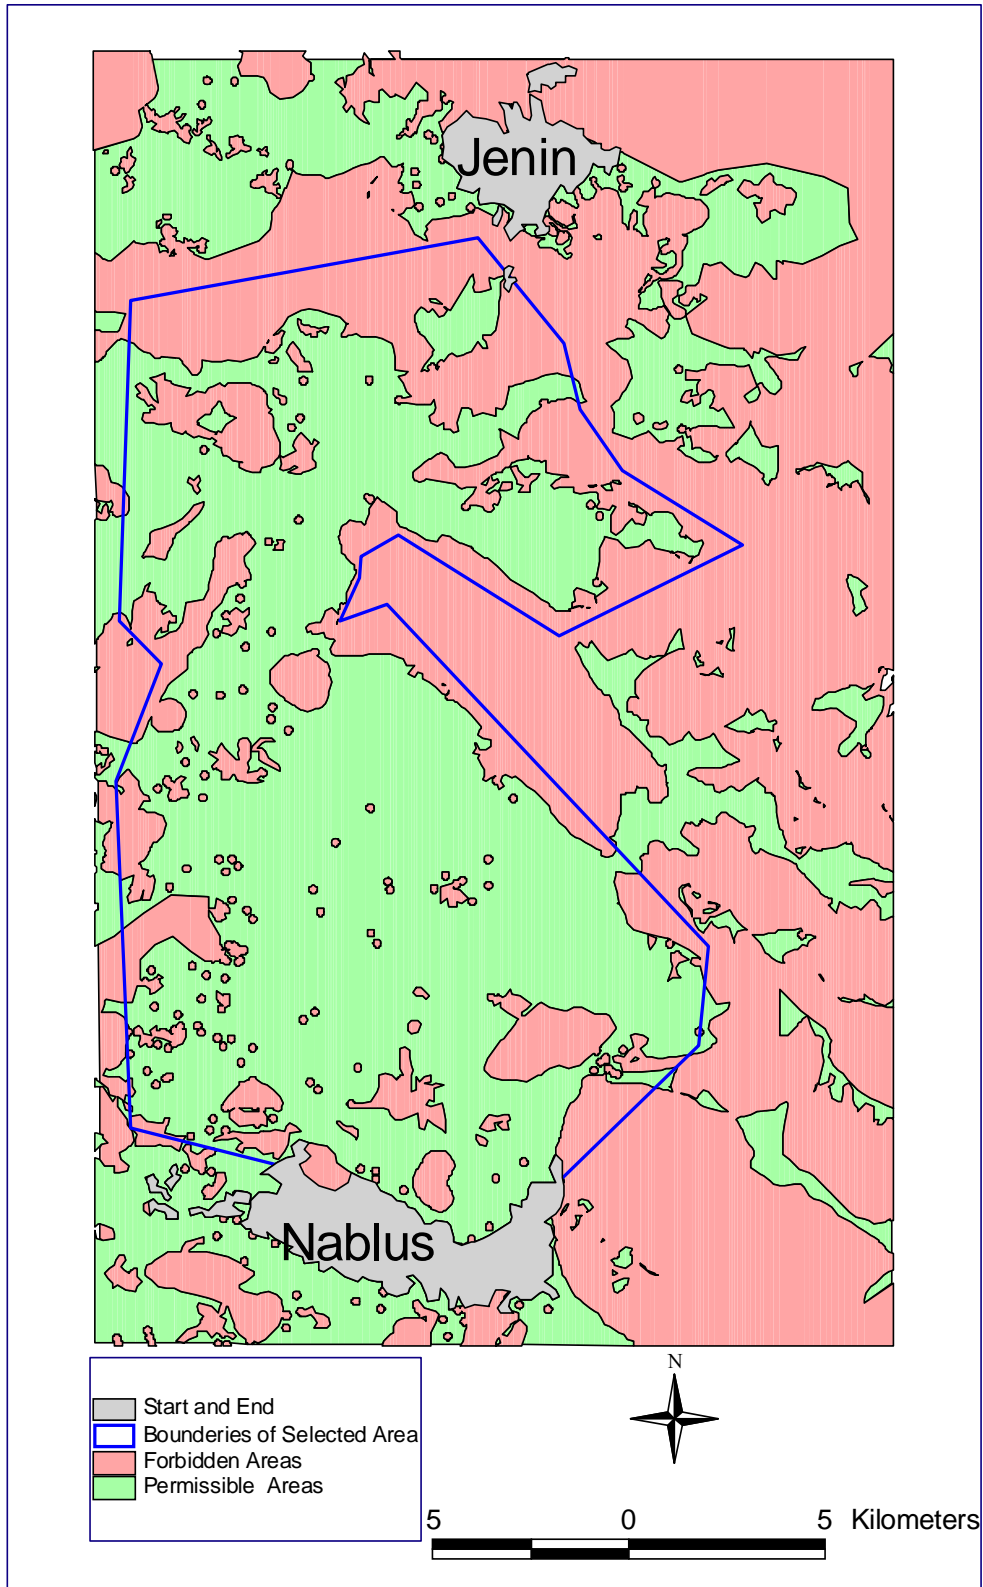 Jenin
Nablus
N
Start and End
Bounderies of Selected Area
Forbidden Areas
Permissible Areas
5 0 5 Kilometers